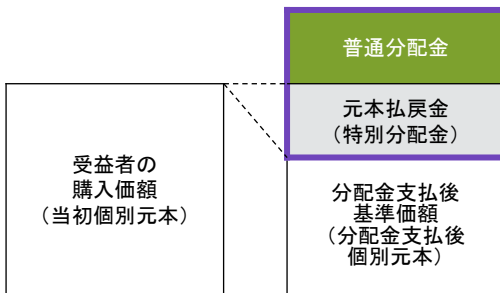 普通分配金
元本払戻金
（特別分配金）
受益者の
購入価額
（当初個別元本）
分配金支払後
基準価額
（分配金支払後
個別元本）